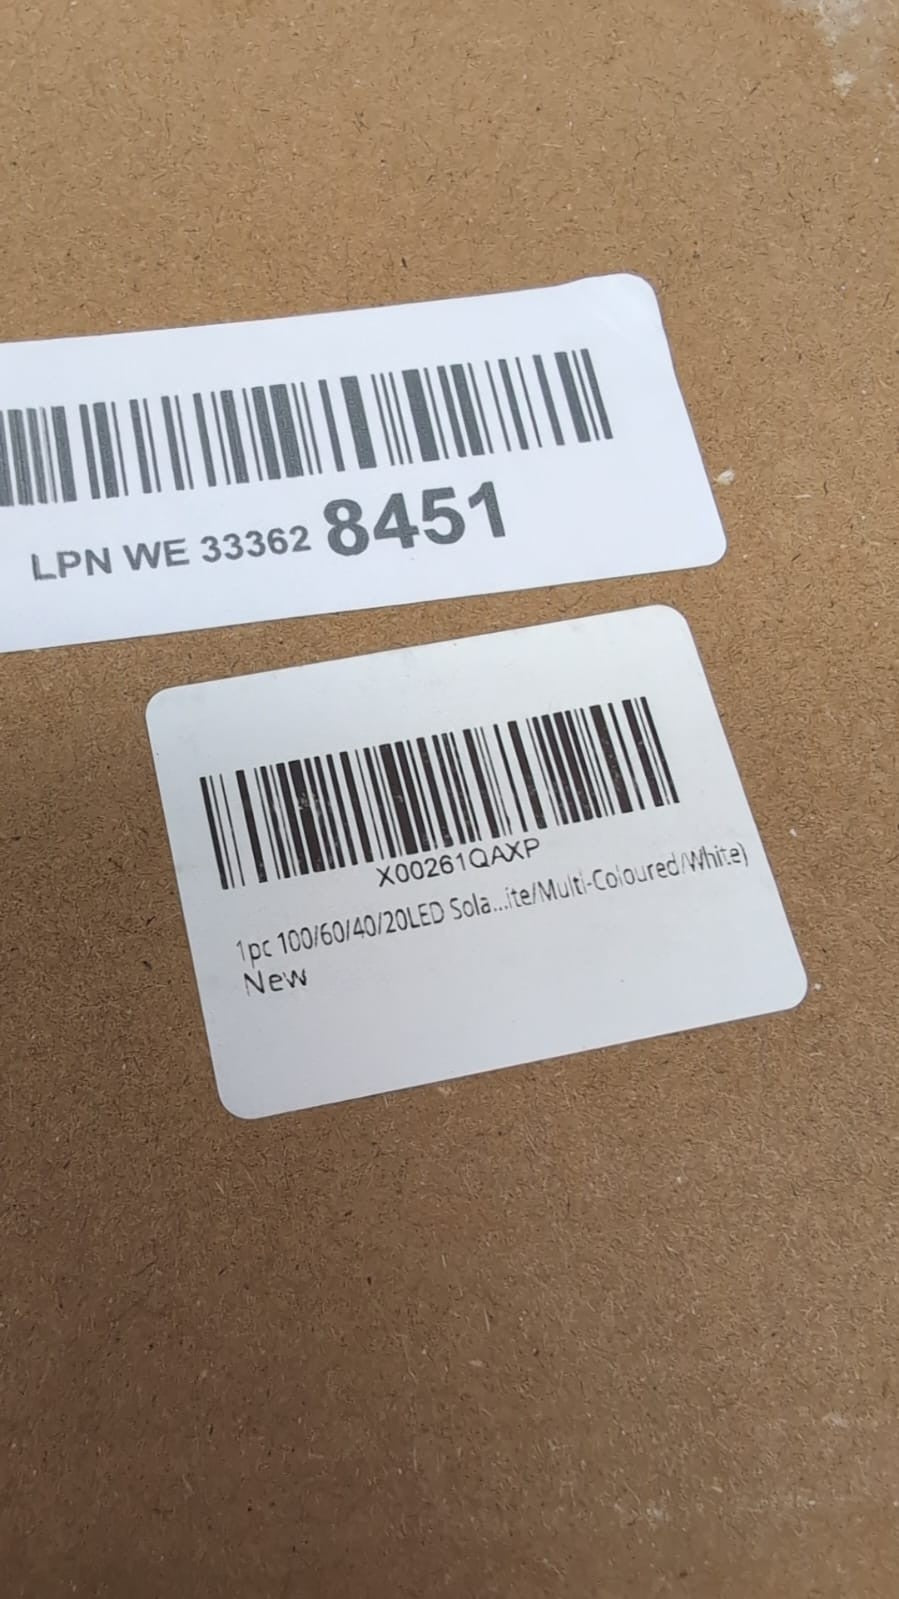 LPN WE 33362 8451
X00261QAXP
1pc 100/60/40/20LED Sola...ite/Multi-Coloured/White)
New